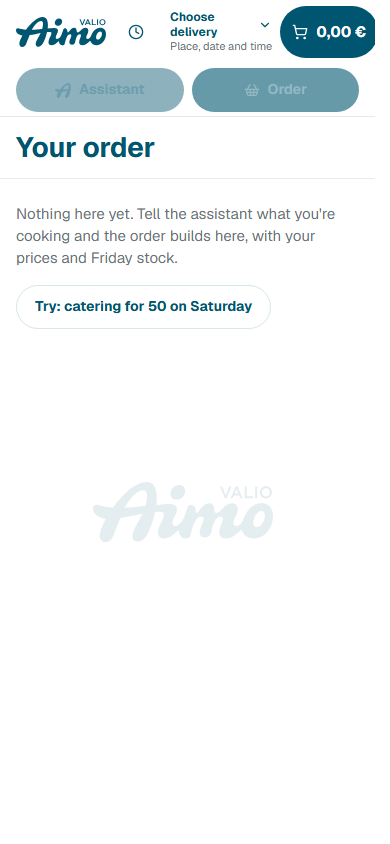 VALIO
Aimo
Choose
delivery
Place, date and time
0,00 €
Assistant
Order
Your order
Nothing here yet. Tell the assistant what you're
cooking and the order builds here, with your
prices and Friday stock.
Try: catering for 50 on Saturday
VALIO
Aimo